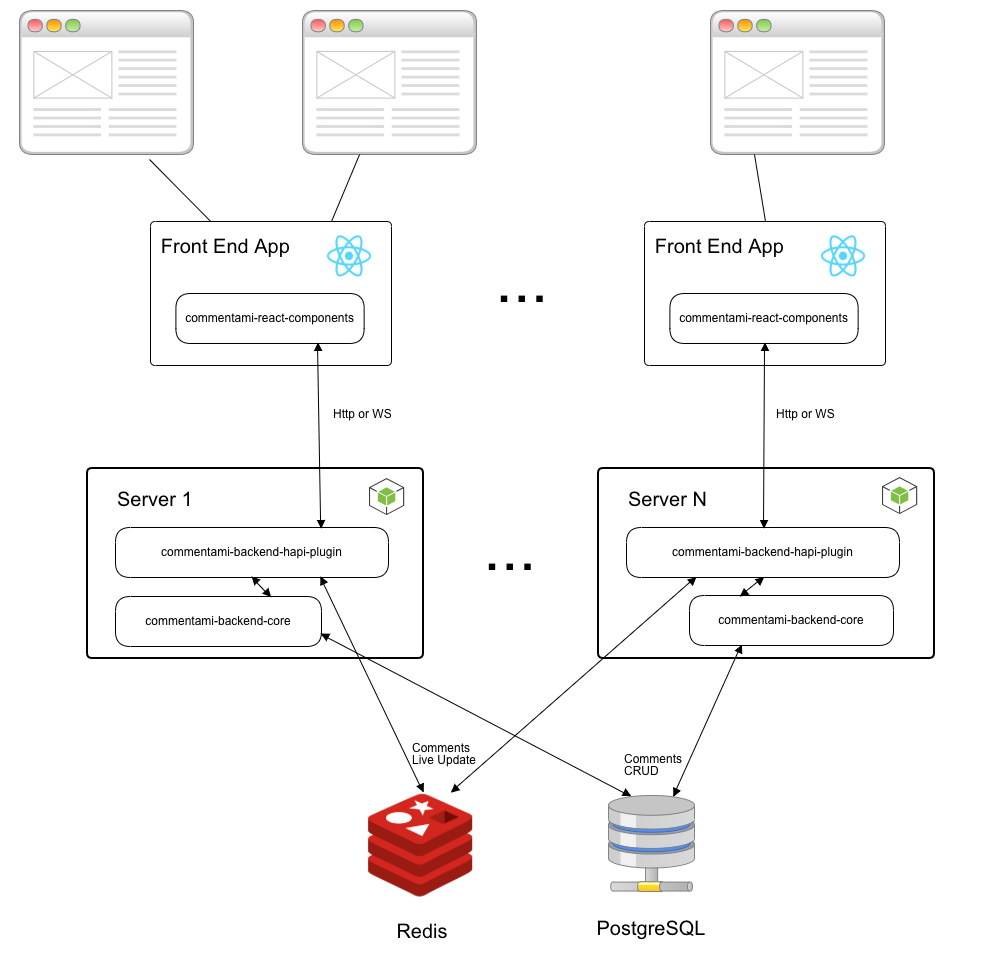 Front End App
Front End App
commentami-react-components
...
commentami-react-components
Http or WS
Http or WS
Server 1
Server N
commentami-backend-hapi-plugin
...
commentami-backend-hapi-plugin
commentami-backend-core
commentami-backend-core
Comments
Live Update
Comments
CRUD
Redis
PostgreSQL